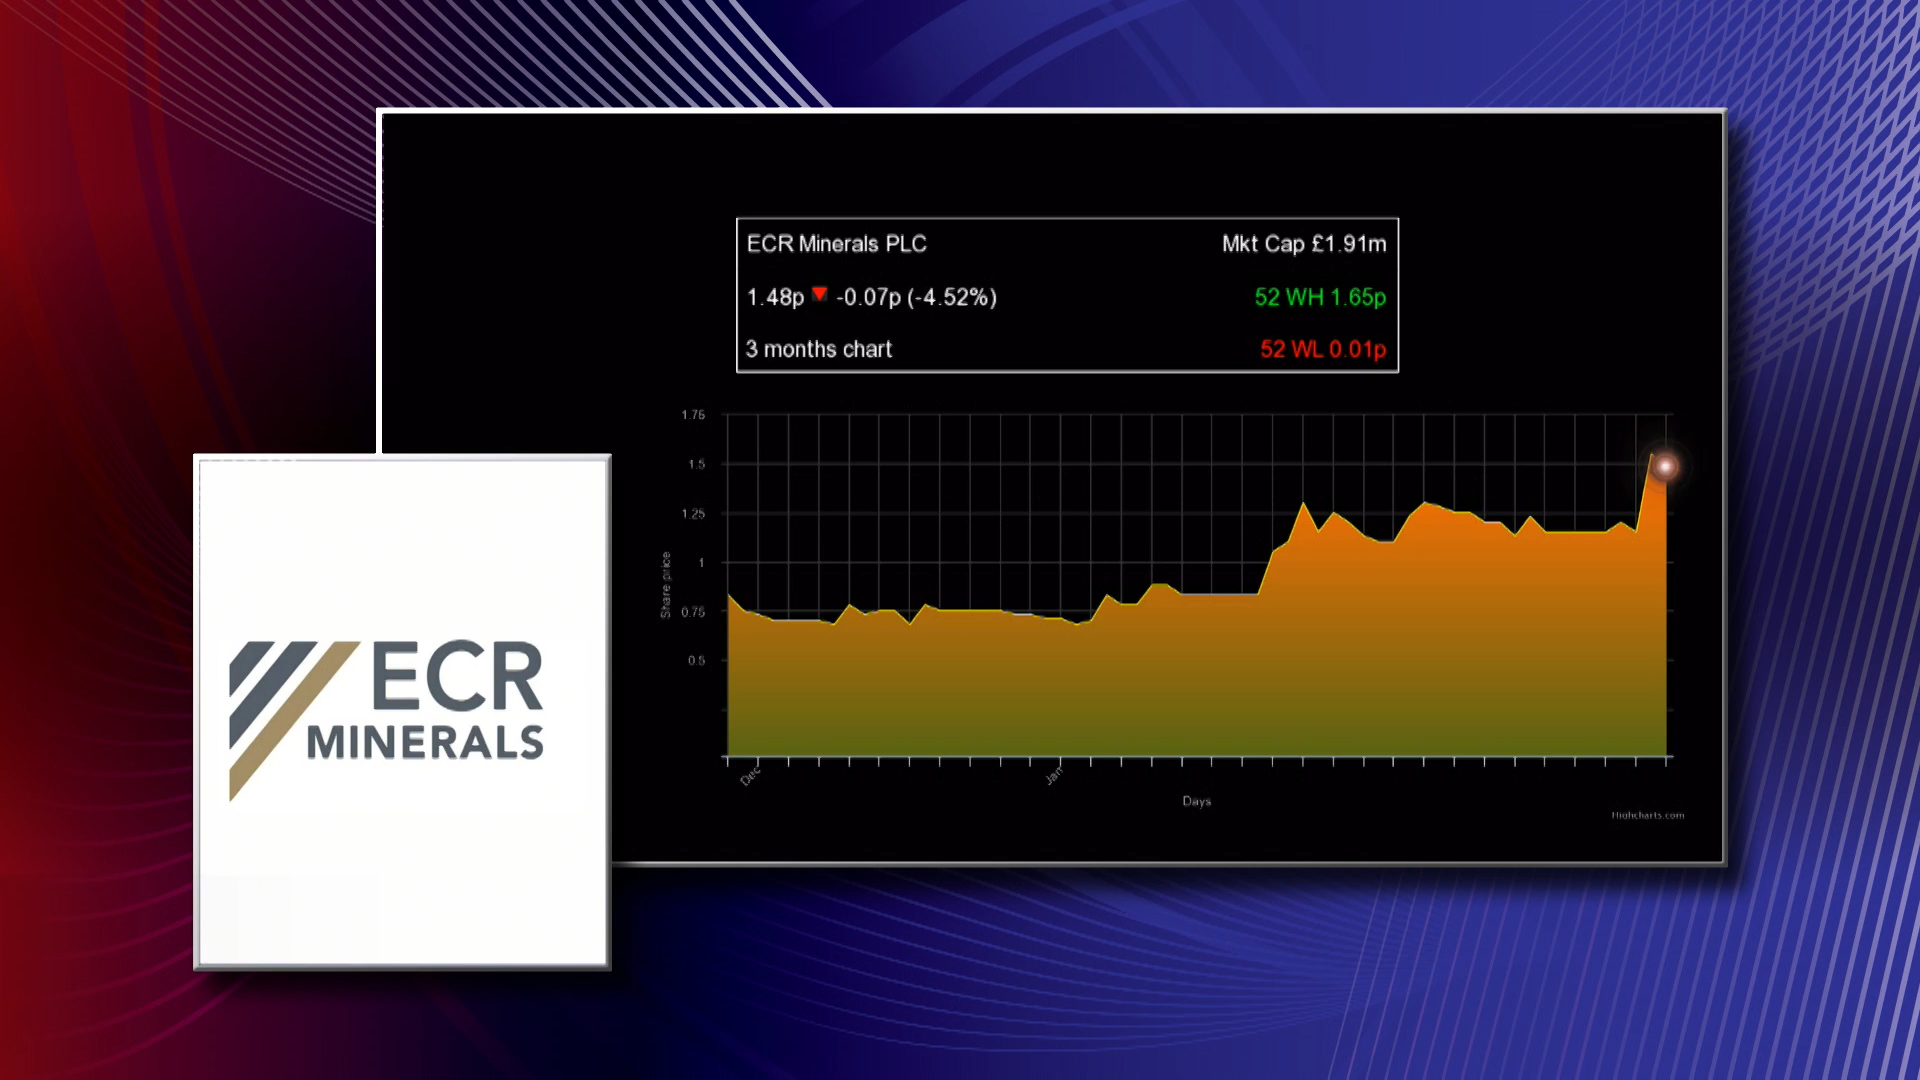 ECR Minerals PLC
Mkt Cap £1.91m
1.48p -0.07p (-4.52%)
52 WH 1.65p
3 months chart
52 WL 0.01p
1.75
1.5
1.25
1
0.75
0.5
Share price
Dec
Jan
Days
Highcharts.com
ECR
MINERALS